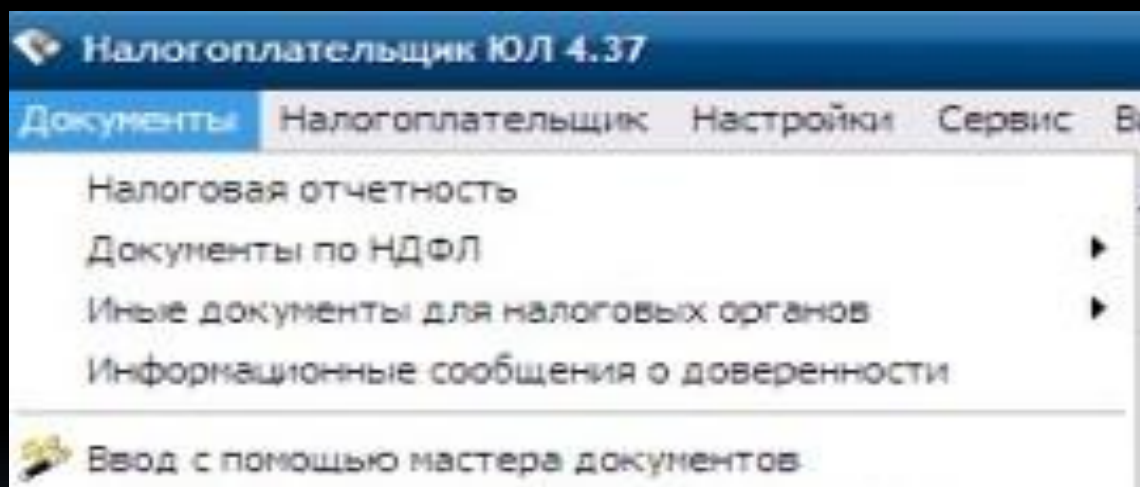 Налогоплательщик ЮЛ 4.37
Документы Налогоплательщик Настройки Сервис
Налоговая отчетность
Документы по НДФЛ
Иные документы для налоговых органов
Информационные сообщения о доверенности
Ввод с помощью мастера документов